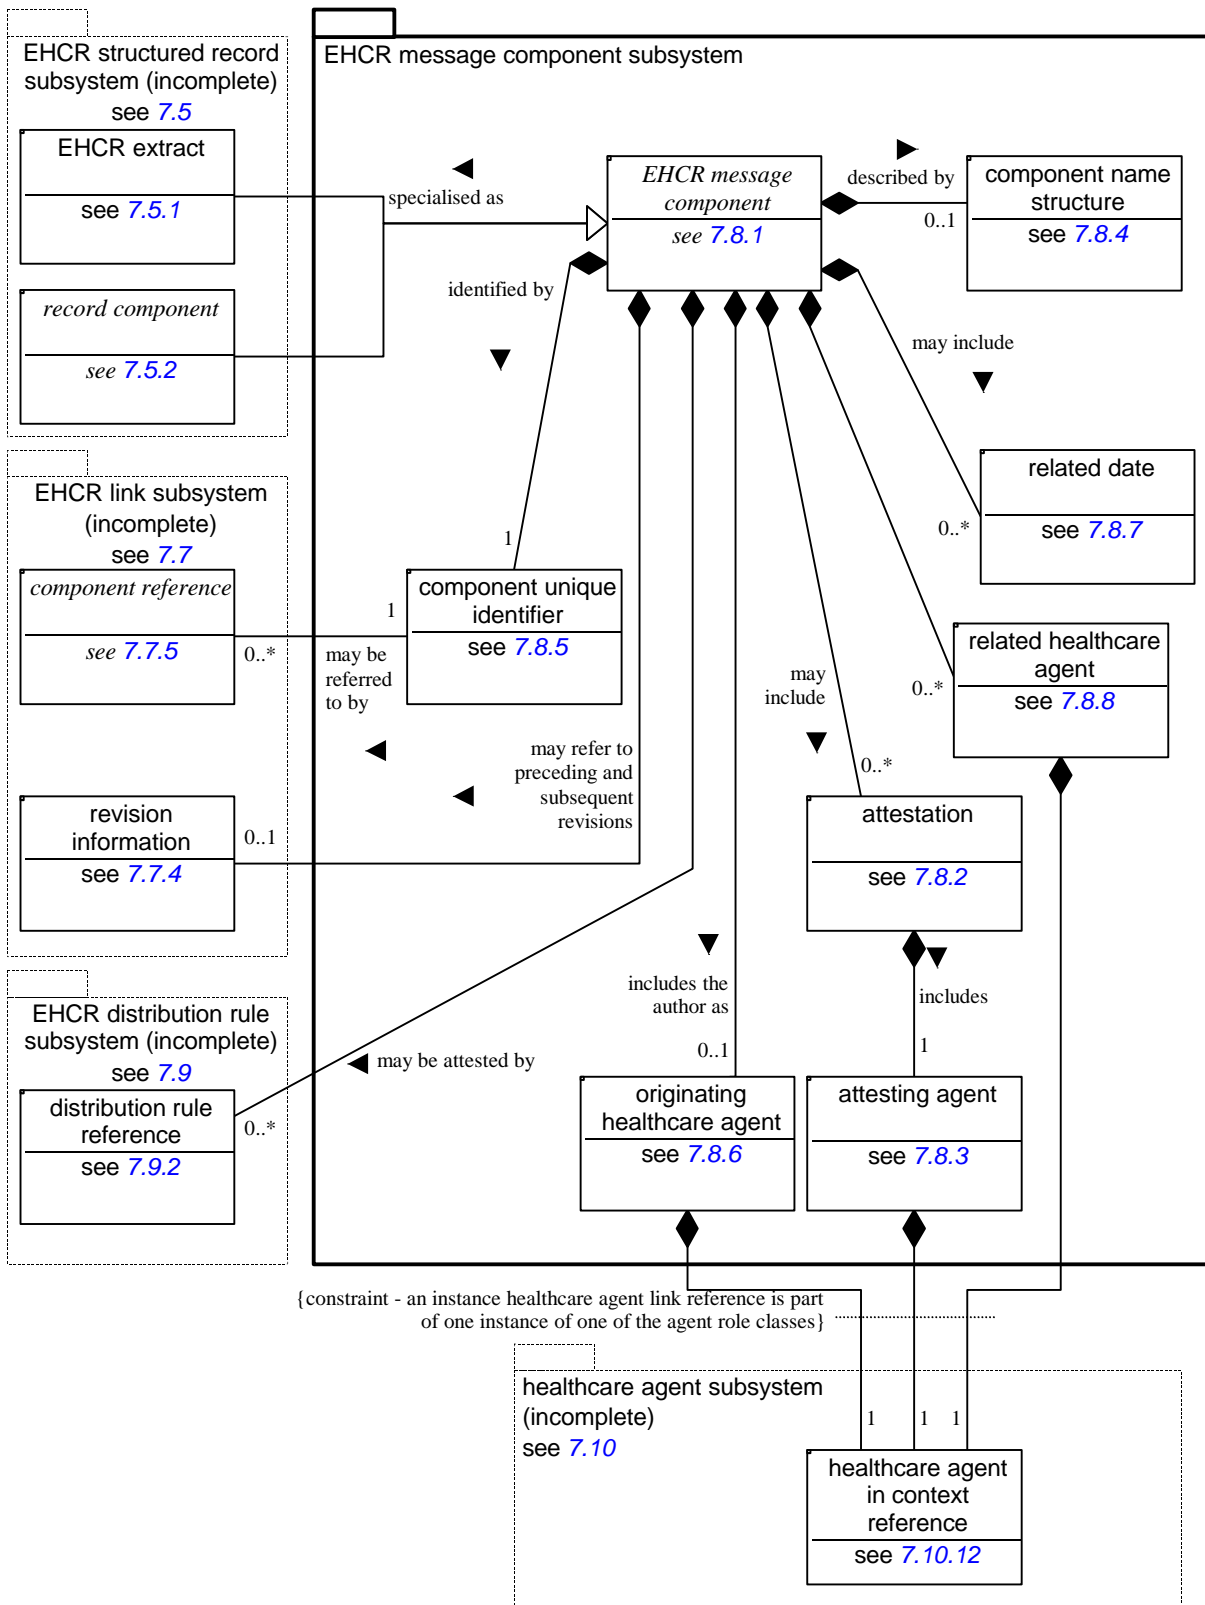 EHCR structured record
subsystem (incomplete)
see 7.5
EHCR extract
see 7.5.1
record component
see 7.5.2
EHCR message component subsystem
specialised as
EHCR message
component
see 7.8.1
described by
0..1
component name
structure
see 7.8.4
identified by
1
may include
0..*
related date
see 7.8.7
EHCR link subsystem
(incomplete)
see 7.7
component reference
see 7.7.5
0..*
1
may be
referred
to by
component unique
identifier
see 7.8.5
related healthcare
agent
see 7.8.8
0..*
may
include
0..*
may refer to
preceding and
subsequent
revisions
revision
information
see 7.7.4
0..1
attestation
see 7.8.2
includes
1
includes the
author as
0..1
EHCR distribution rule
subsystem (incomplete)
see 7.9
distribution rule
reference
see 7.9.2
0..*
may be attested by
originating
healthcare agent
see 7.8.6
attesting agent
see 7.8.3
{constraint - an instance healthcare agent link reference is part
of one instance of one of the agent role classes}
healthcare agent subsystem
(incomplete)
see 7.10
1
1
1
healthcare agent
in context
reference
see 7.10.12